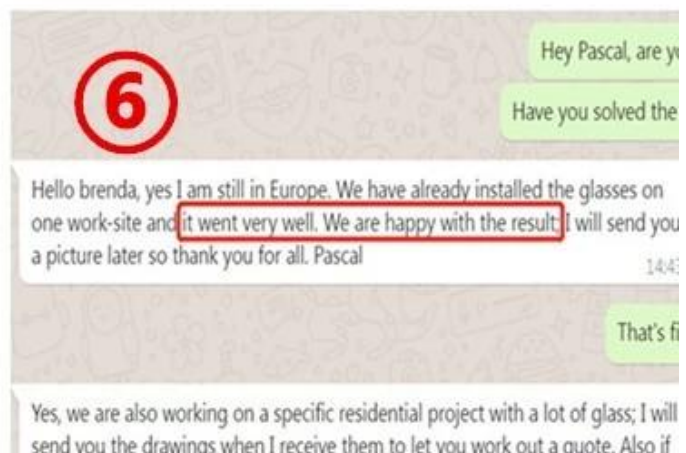 6
Hey Pascal, are
Have you solved the
Hello brenda, yes I am still in Europe. We have already installed the glasses on
one work-site and it went very well. We are happy with the result; I will send you
a picture later so thank you for all. Pascal
14:43
That's
Yes, we are also working on a specific residential project with a lot of glass; I will
send you the drawings when I receive them to let you work out a quote. Also if